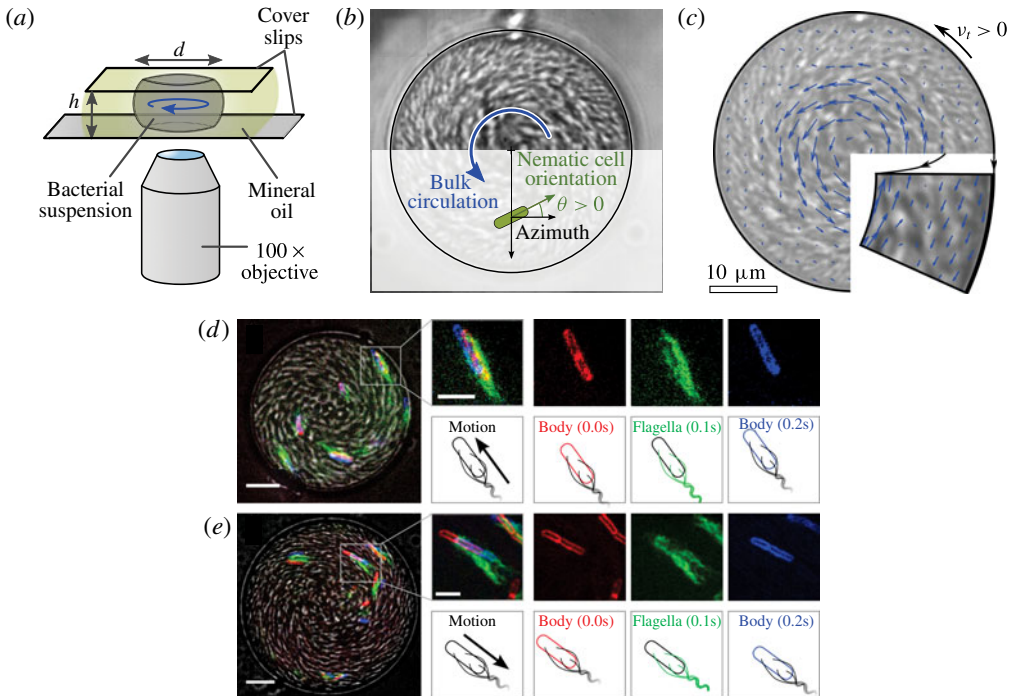 (a)
Cover
slips
d
h
Bacterial
suspension
Mineral
oil
100 ×
objective
(b)
Bulk
circulation
Nematic cell
orientation
θ > 0
Azimuth
(c)
νt > 0
10 μm
(d)
Motion
Body (0.0s)
Flagella (0.1s)
Body (0.2s)
(e)
Motion
Body (0.0s)
Flagella (0.1s)
Body (0.2s)